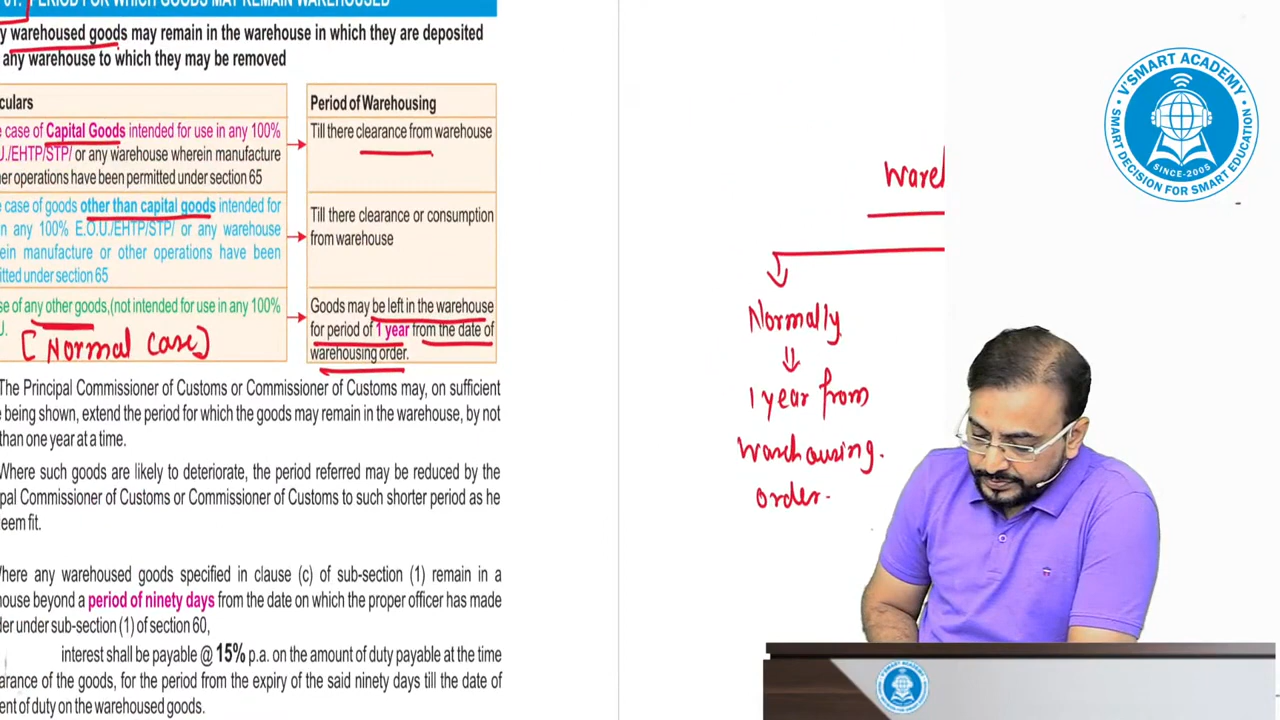 61. PERIOD FOR WHICH GOODS MAY REMAIN WAREHOUSED
y warehoused goods may remain in the warehouse in which they are deposited
any warehouse to which they may be removed
culars
Period of Warehousing
e case of Capital Goods intended for use in any 100%
U./EHTP/STP/ or any warehouse wherein manufacture
her operations have been permitted under section 65
Till there clearance from warehouse
e case of goods other than capital goods intended for
in any 100% E.O.U./EHTP/STP/ or any warehouse
ein manufacture or other operations have been
itted under section 65
Till there clearance or consumption
from warehouse
se of any other goods,(not intended for use in any 100%
U.
[Normal case]
Goods may be left in the warehouse
for period of 1 year from the date of
warehousing order.
The Principal Commissioner of Customs or Commissioner of Customs may, on sufficient
e being shown, extend the period for which the goods may remain in the warehouse, by not
than one year at a time.
Where such goods are likely to deteriorate, the period referred may be reduced by the
pal Commissioner of Customs or Commissioner of Customs to such shorter period as he
eem fit.
here any warehoused goods specified in clause (c) of sub-section (1) remain in a
house beyond a period of ninety days from the date on which the proper officer has made
der under sub-section (1) of section 60,
interest shall be payable @ 15% p.a. on the amount of duty payable at the time
arance of the goods, for the period from the expiry of the said ninety days till the date of
ent of duty on the warehoused goods.
Wareh
Normally
1 year from
warehousing.
order.
V'SMART ACADEMY
SINCE-2005
SMART DECISION FOR SMART EDUCATION